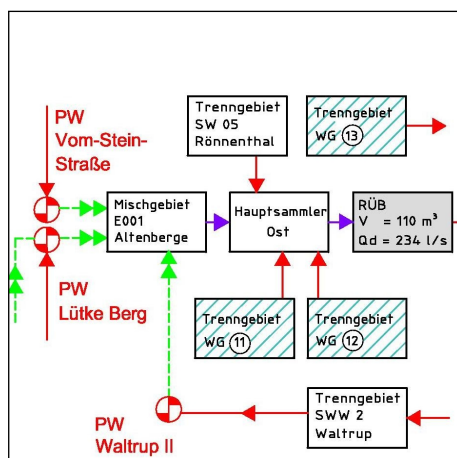 PW
Vom-Stein-
Straße
Trenngebiet
SW 05
Rönnenthal
Trenngebiet
WG 13
Mischgebiet
E001
Altenberge
Hauptsammler
Ost
RÜB
V = 110 m³
Qd = 234 l/s
PW
Lütke Berg
Trenngebiet
WG 11
Trenngebiet
WG 12
PW
Waltrup II
Trenngebiet
SWW 2
Waltrup